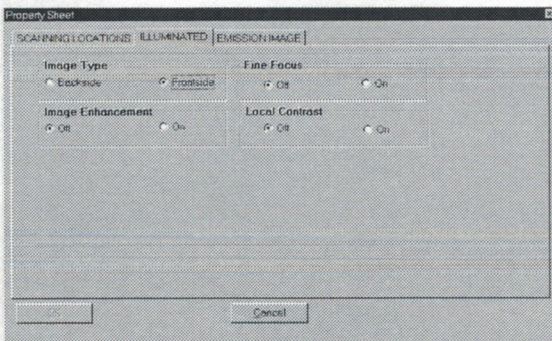 Property Sheet
SCANNING LOCATIONS ILLUMINATED EMISSION IMAGE
Image Type Fine Focus
Backside Frontside Off On
Image Enhancement Local Contrast
Off On Off On
OK Cancel